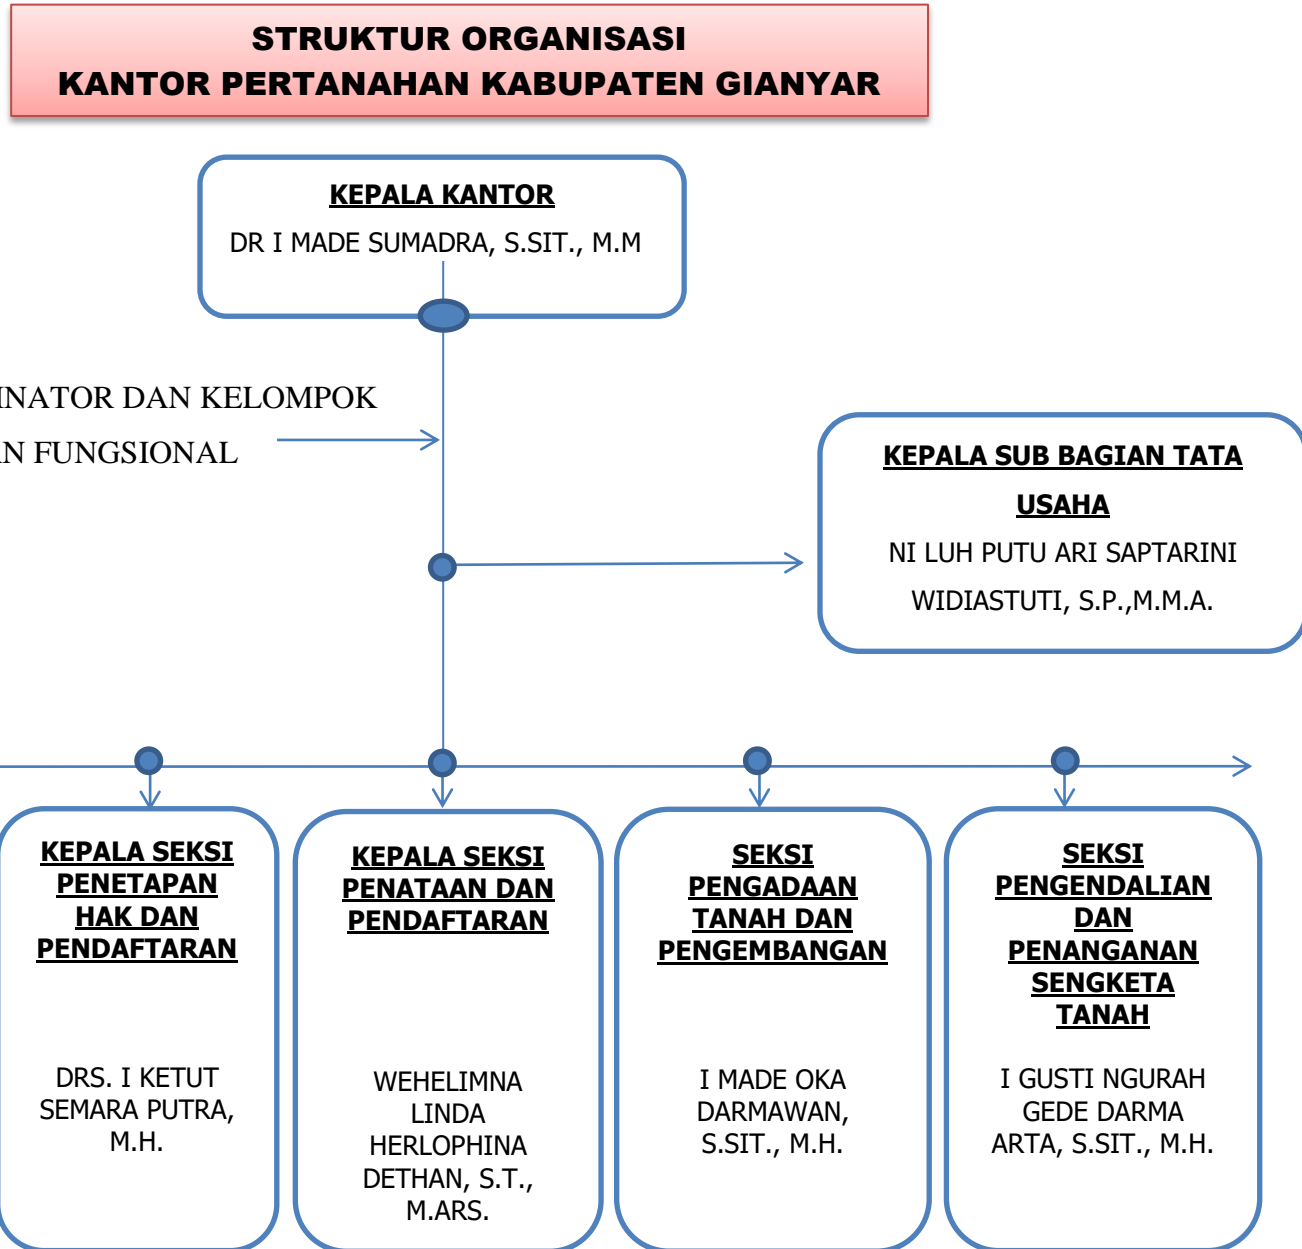 STRUKTUR ORGANISASI
KANTOR PERTANAHAN KABUPATEN GIANYAR
KEPALA KANTOR
DR I MADE SUMADRA, S.SIT., M.M
DAN KELOMPOK
FUNGSIONAL
KEPALA SUB BAGIAN TATA
USAHA
NI LUH PUTU ARI SAPTARINI
WIDIASTUTI, S.P.,M.M.A.
KEPALA SEKSI
PENETAPAN
HAK DAN
PENDAFTARAN
DRS. I KETUT
SEMARA PUTRA,
M.H.
KEPALA SEKSI
PENATAAN DAN
PENDAFTARAN
WEHELIMNA
LINDA
HERLOPHINA
DETHAN, S.T.,
M.ARS.
SEKSI
PENGADAAN
TANAH DAN
PENGEMBANGAN
I MADE OKA
DARMAWAN,
S.SIT., M.H.
SEKSI
PENGENDALIAN
DAN
PENANGANAN
SENGKETA
TANAH
I GUSTI NGURAH
GEDE DARMA
ARTA, S.SIT., M.H.